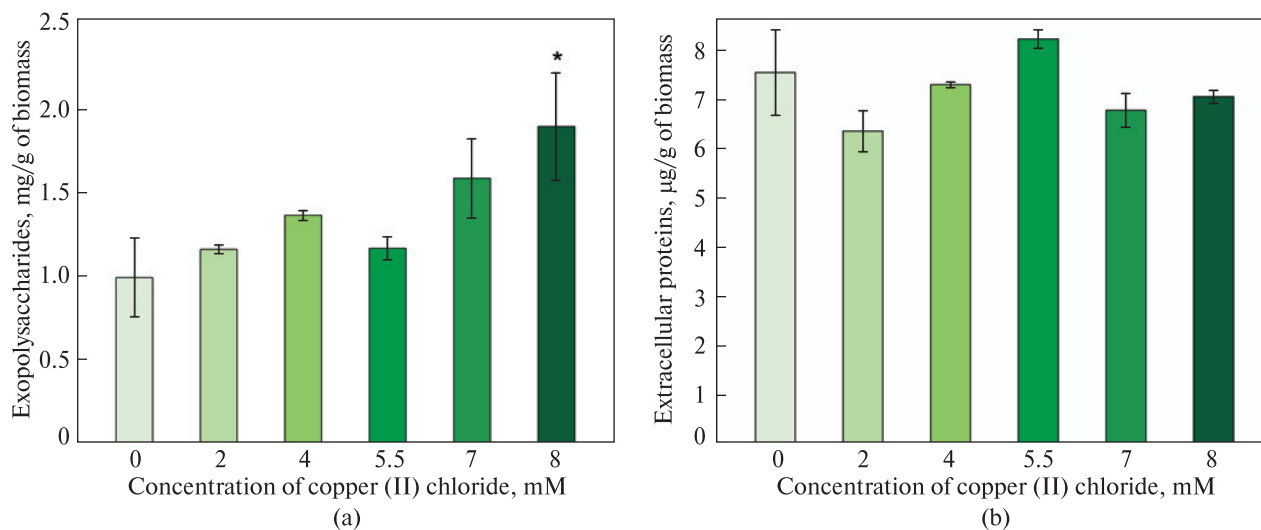 Exopolysaccharides, mg/g of biomass
2.5
2.0
1.5
1.0
0.5
0
*
0 2 4 5.5 7 8
Concentration of copper (II) chloride, mM
(a)
Extracellular proteins, μg/g of biomass
8
7
6
5
4
3
2
1
0
0 2 4 5.5 7 8
Concentration of copper (II) chloride, mM
(b)